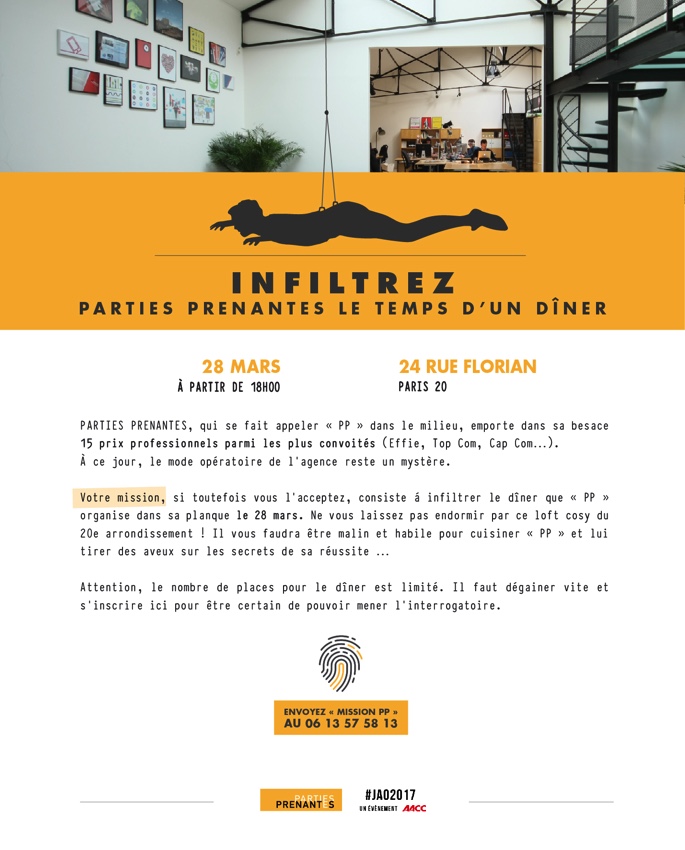 INFILTREZ
PARTIES PRENANTES LE TEMPS D’UN DÎNER
28 MARS
À PARTIR DE 18H00
24 RUE FLORIAN
PARIS 20
PARTIES PRENANTES, qui se fait appeler « PP » dans le milieu, emporte dans sa besace
15 prix professionnels parmi les plus convoités (Effie, Top Com, Cap Com...).
À ce jour, le mode opératoire de l'agence reste un mystère.
Votre mission, si toutefois vous l'acceptez, consiste á infiltrer le dîner que « PP »
organise dans sa planque le 28 mars. Ne vous laissez pas endormir par ce loft cosy du
20e arrondissement ! Il vous faudra être malin et habile pour cuisiner « PP » et lui
tirer des aveux sur les secrets de sa réussite ...
Attention, le nombre de places pour le dîner est limité. Il faut dégainer vite et
s'inscrire ici pour être certain de pouvoir mener l'interrogatoire.
ENVOYEZ « MISSION PP »
AU 06 13 57 58 13
PARTIES
PRENANTES
#JAO2017
UN ÉVÈNEMENT AACC